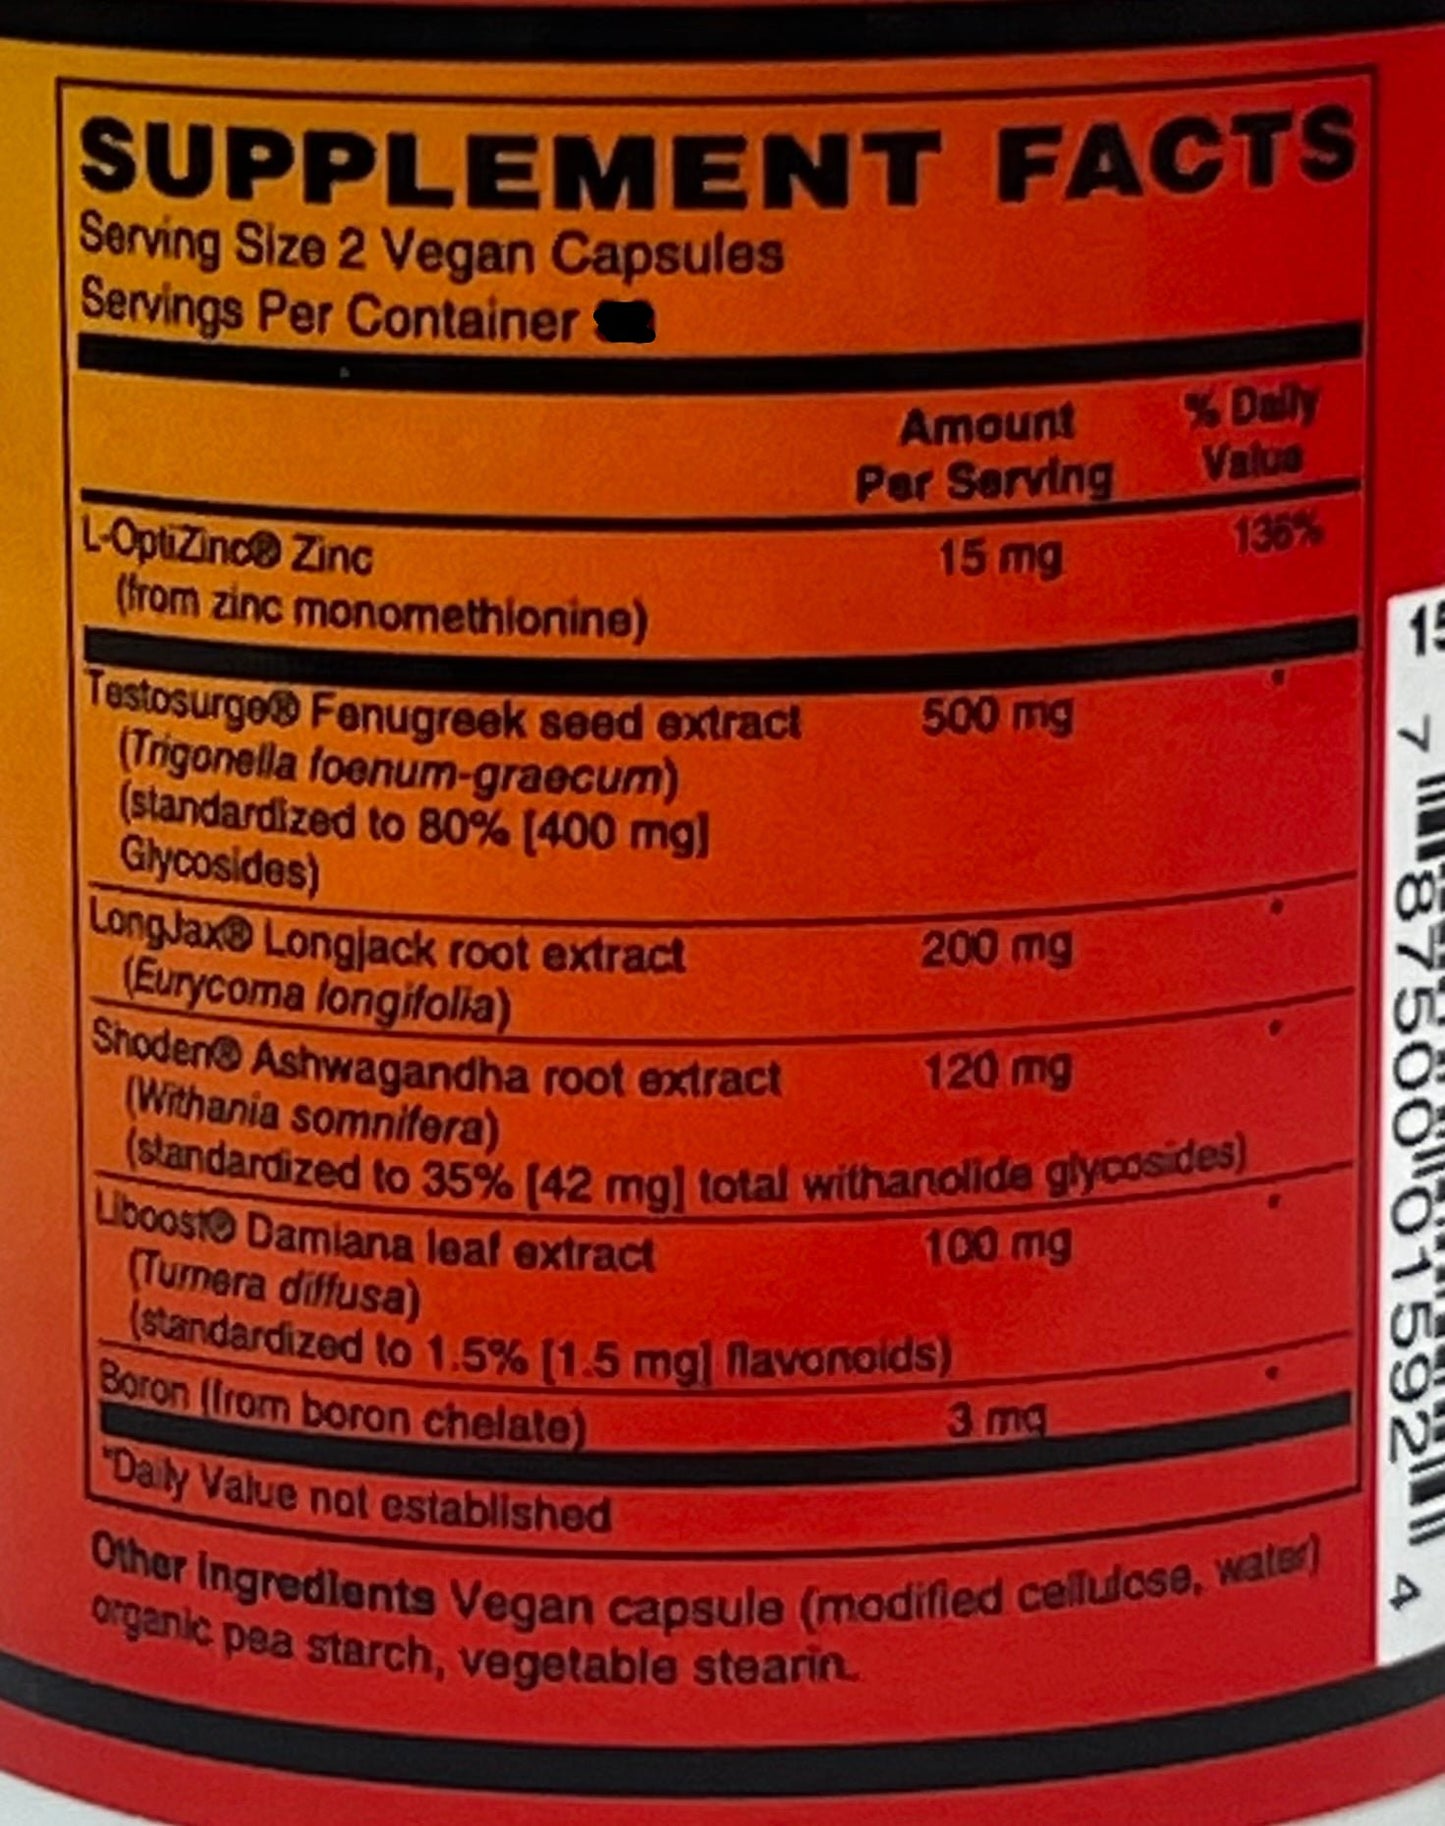 SUPPLEMENT FACTS
Serving Size 2 Vegan Capsules
Servings Per Container
Amount Per Serving
% Daily Value
L-OptiZinc® Zinc 15 mg 136%
(from zinc monomethionine)
Testosurge® Fenugreek seed extract 500 mg *
(Trigonella foenum-graecum)
(standardized to 80% [400 mg]
Glycosides)
LongJax® Longjack root extract 200 mg *
(Eurycoma longifolia)
Shoden® Ashwagandha root extract 120 mg *
(Withania somnifera)
(standardized to 35% [42 mg] total withanolide glycosides)
Liboost® Damiana leaf extract 100 mg *
(Turnera diffusa)
(standardized to 1.5% [1.5 mg] flavonoids)
Boron (from boron chelate) 3 mg *
*Daily Value not established
Other ingredients Vegan capsule (modified cellulose, water)
organic pea starch, vegetable stearin.
15
7 87500 01592 4